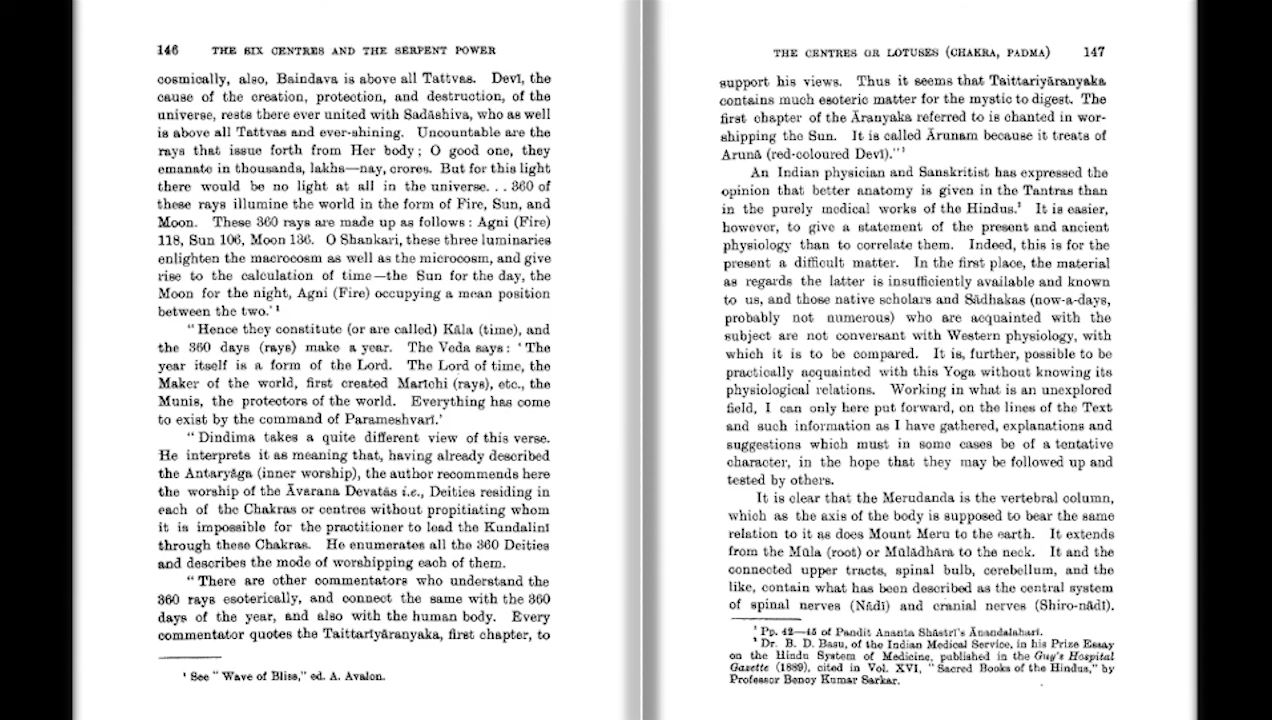 146 THE SIX CENTRES AND THE SERPENT POWER
cosmically, also, Baindava is above all Tattvas. Devī, the
cause of the creation, protection, and destruction, of the
universe, rests there ever united with Sadāshiva, who as well
is above all Tattvas and ever-shining. Uncountable are the
rays that issue forth from Her body; O good one, they
emanate in thousands, lakhs—nay, crores. But for this light
there would be no light at all in the universe. . . 360 of
these rays illumine the world in the form of Fire, Sun, and
Moon. These 360 rays are made up as follows: Agni (Fire)
118, Sun 106, Moon 136. O Shankari, these three luminaries
enlighten the macrocosm as well as the microcosm, and give
rise to the calculation of time—the Sun for the day, the
Moon for the night, Agni (Fire) occupying a mean position
between the two.' ¹
" Hence they constitute (or are called) Kāla (time), and
the 360 days (rays) make a year. The Veda says: ' The
year itself is a form of the Lord. The Lord of time, the
Maker of the world, first created Marīchi (rays), etc., the
Munis, the protectors of the world. Everything has come
to exist by the command of Parameshvarī.'
" Dindima takes a quite different view of this verse.
He interprets it as meaning that, having already described
the Antaryāga (inner worship), the author recommends here
the worship of the Āvarana Devatās i.e., Deities residing in
each of the Chakras or centres without propitiating whom
it is impossible for the practitioner to lead the Kundalinī
through these Chakras. He enumerates all the 360 Deities
and describes the mode of worshipping each of them.
" There are other commentators who understand the
360 rays esoterically, and connect the same with the 360
days of the year, and also with the human body. Every
commentator quotes the Taittirīyāranyaka, first chapter, to
¹ See " Wave of Bliss," ed. A. Avalon.
THE CENTRES OR LOTUSES (CHAKRA, PADMA) 147
support his views. Thus it seems that Taittarīyāranyaka
contains much esoteric matter for the mystic to digest. The
first chapter of the Āranyaka referred to is chanted in wor-
shipping the Sun. It is called Ārunam because it treats of
Arunā (red-coloured Devī)." ¹
An Indian physician and Sanskritist has expressed the
opinion that better anatomy is given in the Tantras than
in the purely medical works of the Hindus.² It is easier,
however, to give a statement of the present and ancient
physiology than to correlate them. Indeed, this is for the
present a difficult matter. In the first place, the material
as regards the latter is insufficiently available and known
to us, and those native scholars and Sādhakas (now-a-days,
probably not numerous) who are acquainted with the
subject are not conversant with Western physiology, with
which it is to be compared. It is, further, possible to be
practically acquainted with this Yoga without knowing its
physiological relations. Working in what is an unexplored
field, I can only here put forward, on the lines of the Text
and such information as I have gathered, explanations and
suggestions which must in some cases be of a tentative
character, in the hope that they may be followed up and
tested by others.
It is clear that the Merudanda is the vertebral column,
which as the axis of the body is supposed to bear the same
relation to it as does Mount Meru to the earth. It extends
from the Mūla (root) or Mūlādhāra to the neck. It and the
connected upper tracts, spinal bulb, cerebellum, and the
like, contain what has been described as the central system
of spinal nerves (Nādī) and cranial nerves (Shiro-nādī).
¹ Pp. 42—45 of Pandit Ananta Shāstrī's Ānandalaharī.
² Dr. B. D. Basu, of the Indian Medical Service, in his Prize Essay
on the Hindu System of Medicine, published in the Guy's Hospital
Gazette (1889), cited in Vol. XVI, " Sacred Books of the Hindus," by
Professor Benoy Kumar Sarkar.